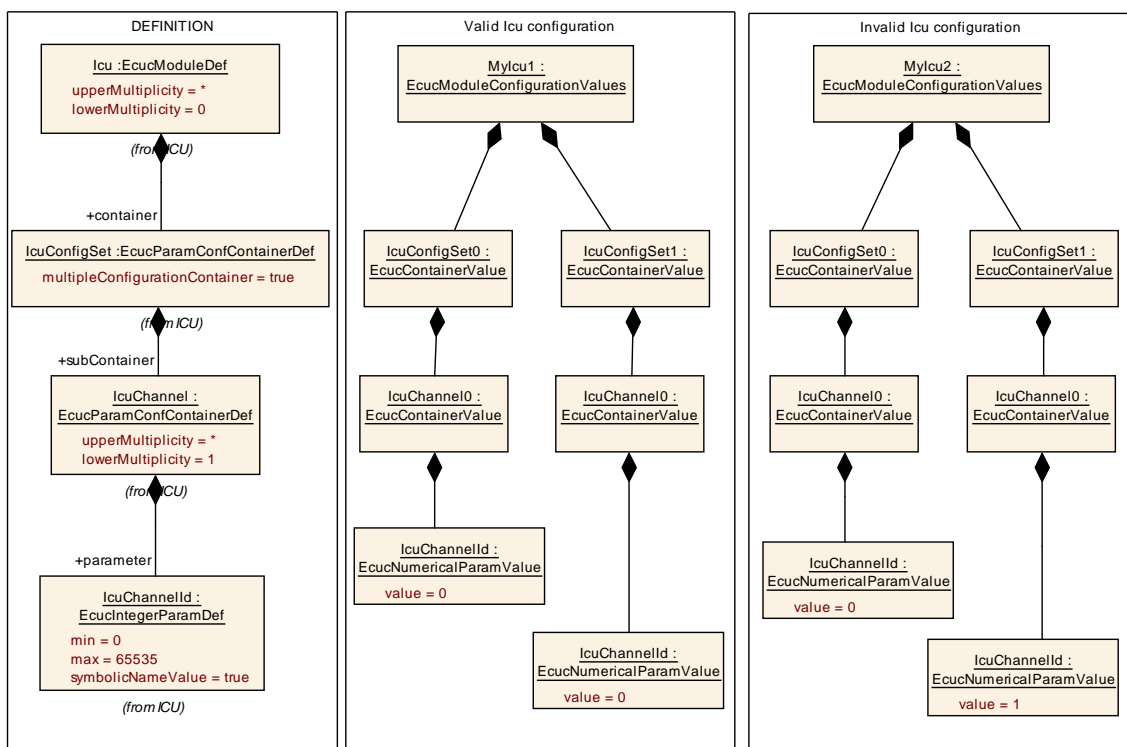 DEFINITION
Icu :EcucModuleDef
upperMultiplicity = *
lowerMultiplicity = 0
(from ICU)
+container
IcuConfigSet :EcucParamConfContainerDef
multipleConfigurationContainer = true
(from ICU)
+subContainer
IcuChannel :
EcucParamConfContainerDef
upperMultiplicity = *
lowerMultiplicity = 1
(from ICU)
+parameter
IcuChannelId :
EcucIntegerParamDef
min = 0
max = 65535
symbolicNameValue = true
(from ICU)
Valid Icu configuration
MyIcu1 :
EcucModuleConfigurationValues
IcuConfigSet0 :
EcucContainerValue
IcuConfigSet1 :
EcucContainerValue
IcuChannel0 :
EcucContainerValue
IcuChannel0 :
EcucContainerValue
IcuChannelId :
EcucNumericalParamValue
value = 0
IcuChannelId :
EcucNumericalParamValue
value = 0
Invalid Icu configuration
MyIcu2 :
EcucModuleConfigurationValues
IcuConfigSet0 :
EcucContainerValue
IcuConfigSet1 :
EcucContainerValue
IcuChannel0 :
EcucContainerValue
IcuChannel0 :
EcucContainerValue
IcuChannelId :
EcucNumericalParamValue
value = 0
IcuChannelId :
EcucNumericalParamValue
value = 1